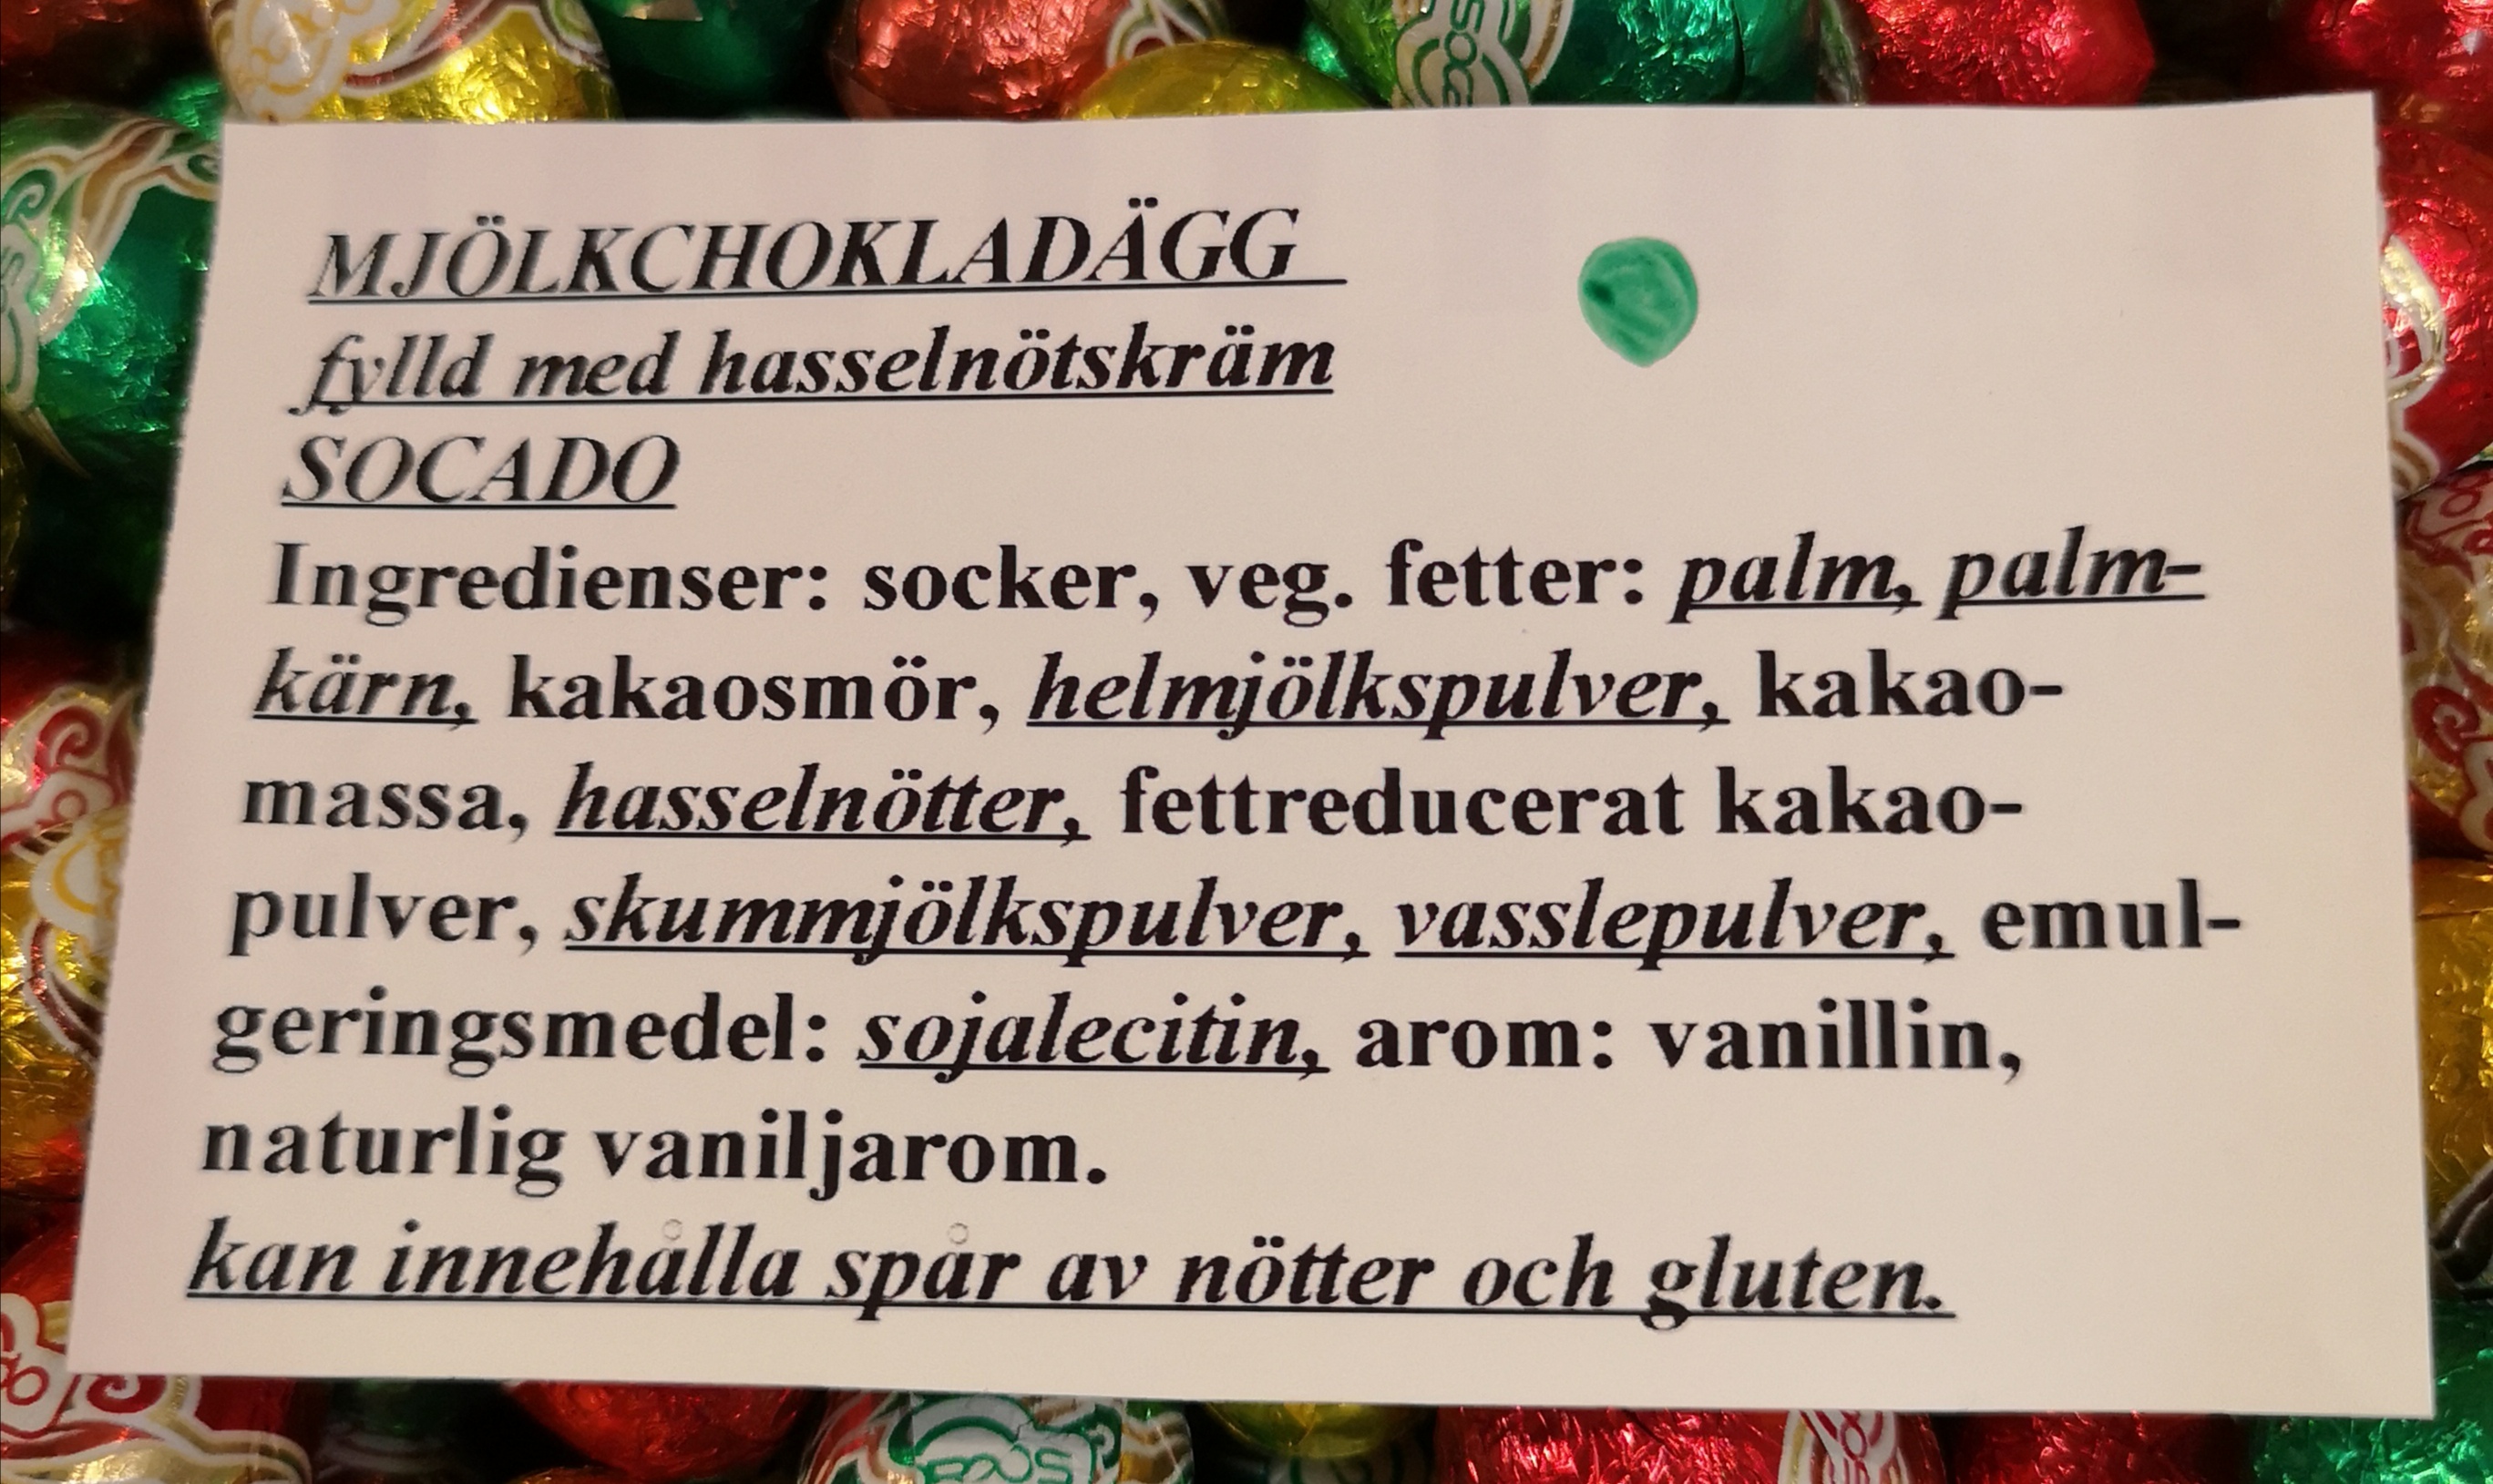 MJÖLKCHOKLADÄGG
fylld med hasselnötskräm
SOCADO
Ingredienser: socker, veg. fetter: palm, palm-
kärn, kakaosmör, helmjölkspulver, kakao-
massa, hasselnötter, fettreducerat kakao-
pulver, skummjölkspulver, vasslepulver, emul-
geringsmedel: sojalecitin, arom: vanillin,
naturlig vaniljarom.
kan innehålla spår av nötter och gluten.